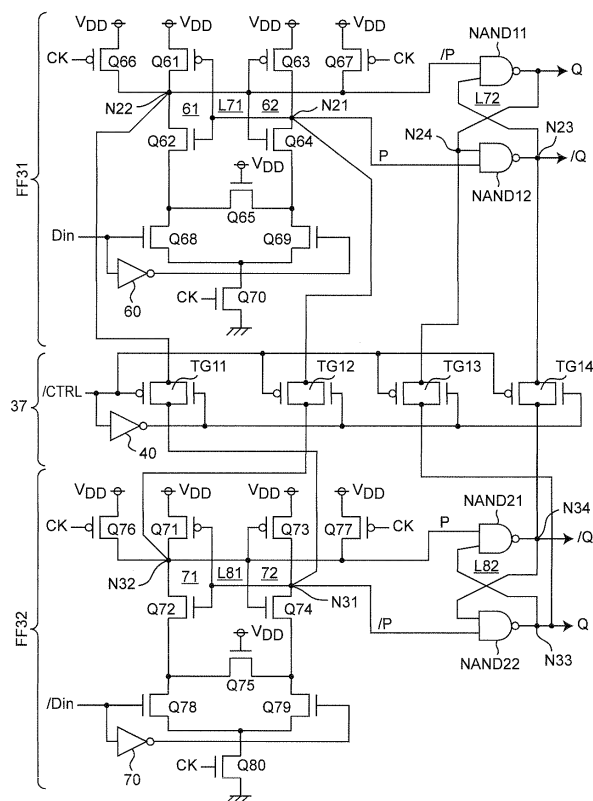 VDD VDD VDD VDD
NAND11
CK Q66 Q61 Q63 Q67 CK
/P
Q
N22 61 L71 62 N21 L72
Q62 Q64 N24 N23
P /Q
VDD
NAND12
FF31
Q65
Din Q68 Q69
60 CK Q70
TG11 TG12 TG13 TG14
/CTRL
37
40
VDD VDD VDD VDD
NAND21
CK Q76 Q71 Q73 Q77 CK
P N34
/Q
N32 71 L81 72 N31 L82
Q72 Q74
/P Q
VDD
NAND22 N33
FF32
Q75
/Din Q78 Q79
70 CK Q80